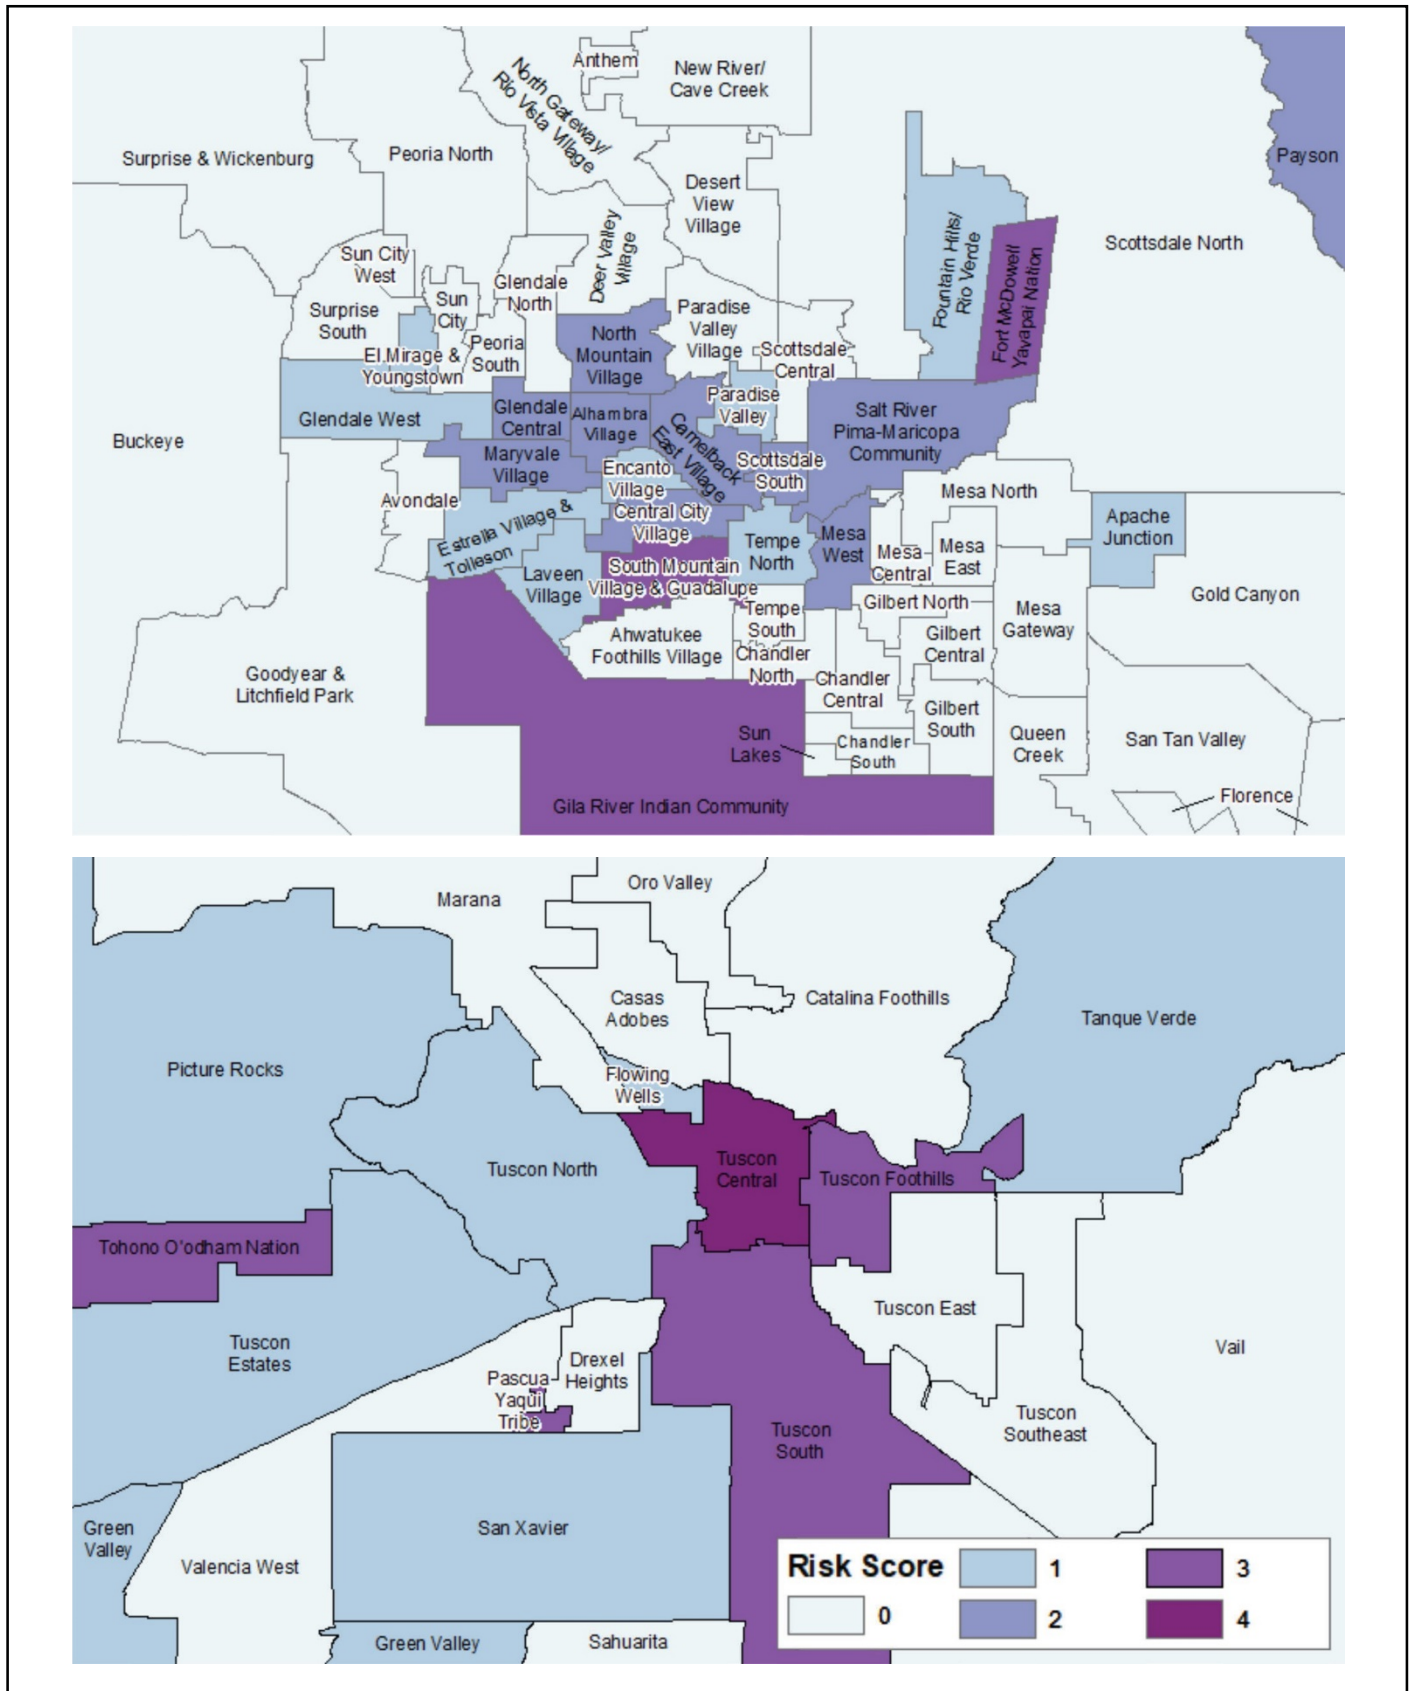 Anthem
New River/
Cave Creek
North Gateway/
Rio Vista Village
Payson
Surprise & Wickenburg
Peoria North
Desert
View
Village
Scottsdale North
Deer Valley
Village
Fountain Hills/
Rio Verde
Fort McDowell
Yavapai Nation
Sun City
West
Glendale
North
Sun
City
Surprise
South
Paradise
Valley
Village
North
Mountain
Village
Peoria
South
El Mirage &
Youngstown
Scottsdale
Central
Paradise
Valley
Glendale West
Glendale
Central
Alhambra
Village
Camelback
East Village
Salt River
Pima-Maricopa
Community
Buckeye
Maryvale
Village
Scottsdale
South
Encanto
Village
Mesa North
Avondale
Central City
Village
Estrella Village &
Tolleson
Apache
Junction
Tempe
North
Mesa
West
Mesa
Central
Mesa
East
Laveen
Village
South Mountain
Village & Guadalupe
Gold Canyon
Gilbert North
Tempe
South
Mesa
Gateway
Ahwatukee
Foothills Village
Gilbert
Central
Chandler
North
Goodyear &
Litchfield Park
Chandler
Central
Gilbert
South
Sun
Lakes
Chandler
South
Queen
Creek
San Tan Valley
Florence
Gila River Indian Community
Oro Valley
Marana
Casas
Adobes
Catalina Foothills
Tanque Verde
Picture Rocks
Flowing
Wells
Tuscon North
Tuscon
Central
Tuscon Foothills
Tohono O'odham Nation
Tuscon East
Tuscon
Estates
Vail
Drexel
Heights
Pascua
Yaqui
Tribe
Tuscon
Southeast
Tuscon
South
Green
Valley
San Xavier
Valencia West
Green Valley
Sahuarita
Risk Score
0
1
2
3
4